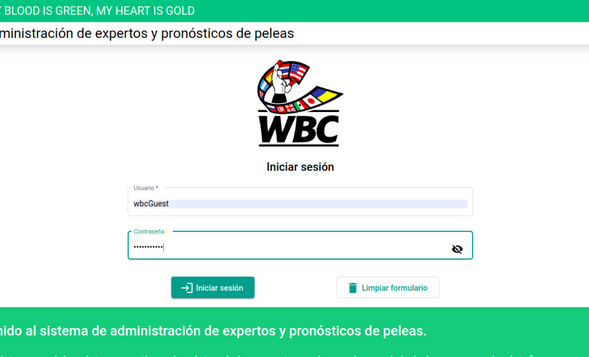 BLOOD IS GREEN, MY HEART IS GOLD
ministración de expertos y pronósticos de peleas
WBC
Iniciar sesión
Usuario *
wbcGuest
Contraseña *
•••••••••••
Iniciar sesión
Limpiar formulario
nido al sistema de administración de expertos y pronósticos de peleas.